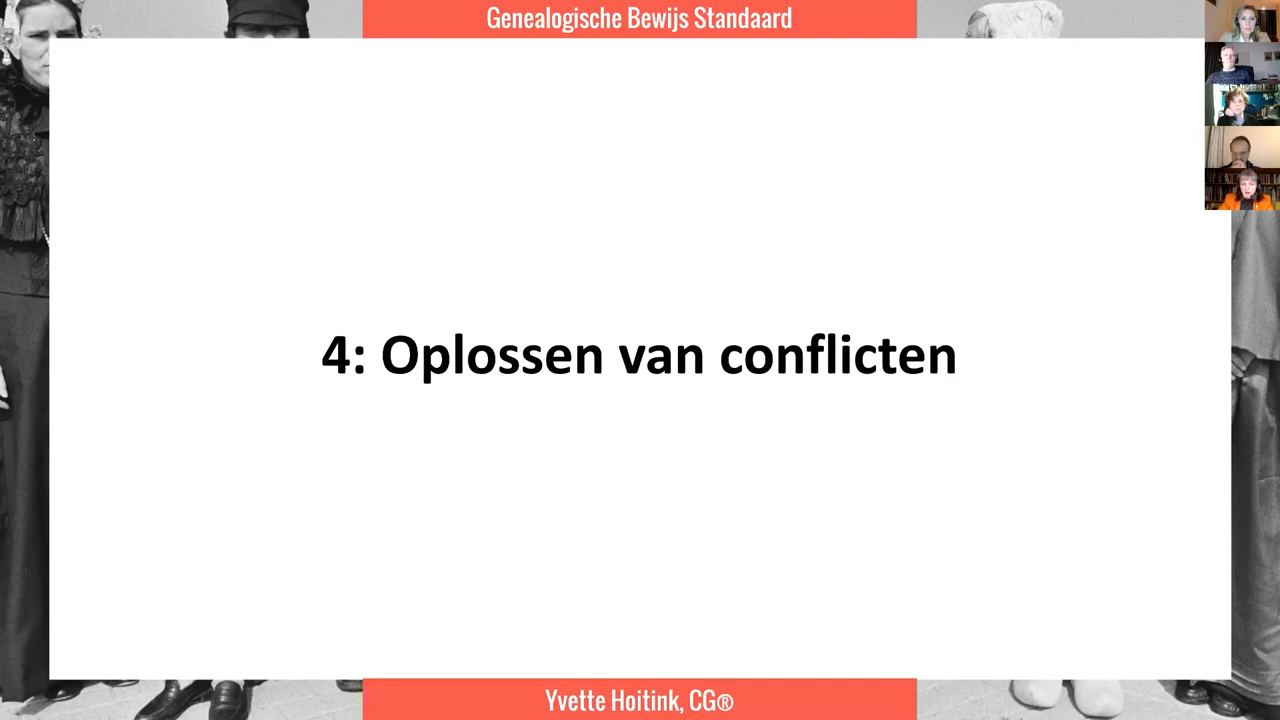 Genealogische Bewijs Standaard
4: Oplossen van conflicten
Yvette Hoitink, CG®